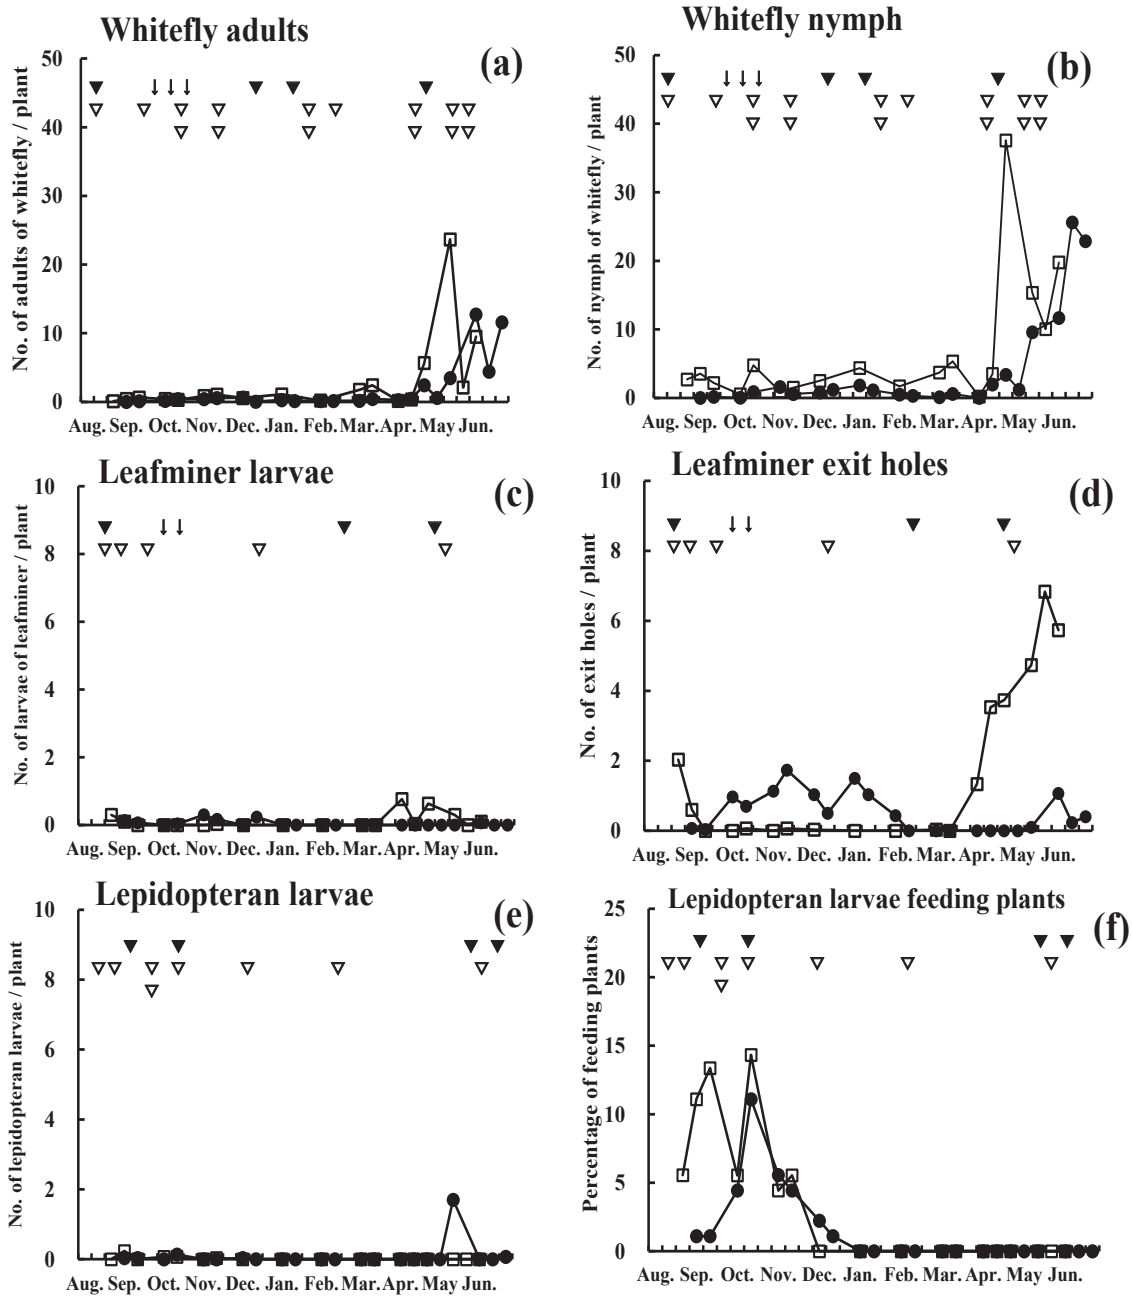 Whitefly adults
(a)
No. of adults of whitefly / plant
50
40
30
20
10
0
Aug. Sep. Oct. Nov. Dec. Jan. Feb. Mar. Apr. May Jun.
Whitefly nymph
(b)
No. of nymph of whitefly / plant
50
40
30
20
10
0
Aug. Sep. Oct. Nov. Dec. Jan. Feb. Mar. Apr. May Jun.
Leafminer larvae
(c)
No. of larvae of leafminer / plant
10
8
6
4
2
0
Aug. Sep. Oct. Nov. Dec. Jan. Feb. Mar. Apr. May Jun.
Leafminer exit holes
(d)
No. of exit holes / plant
10
8
6
4
2
0
Aug. Sep. Oct. Nov. Dec. Jan. Feb. Mar. Apr. May Jun.
Lepidopteran larvae
(e)
No. of lepidopteran larvae / plant
10
8
6
4
2
0
Aug. Sep. Oct. Nov. Dec. Jan. Feb. Mar. Apr. May Jun.
Lepidopteran larvae feeding plants
(f)
Percentage of feeding plants
25
20
15
10
5
0
Aug. Sep. Oct. Nov. Dec. Jan. Feb. Mar. Apr. May Jun.